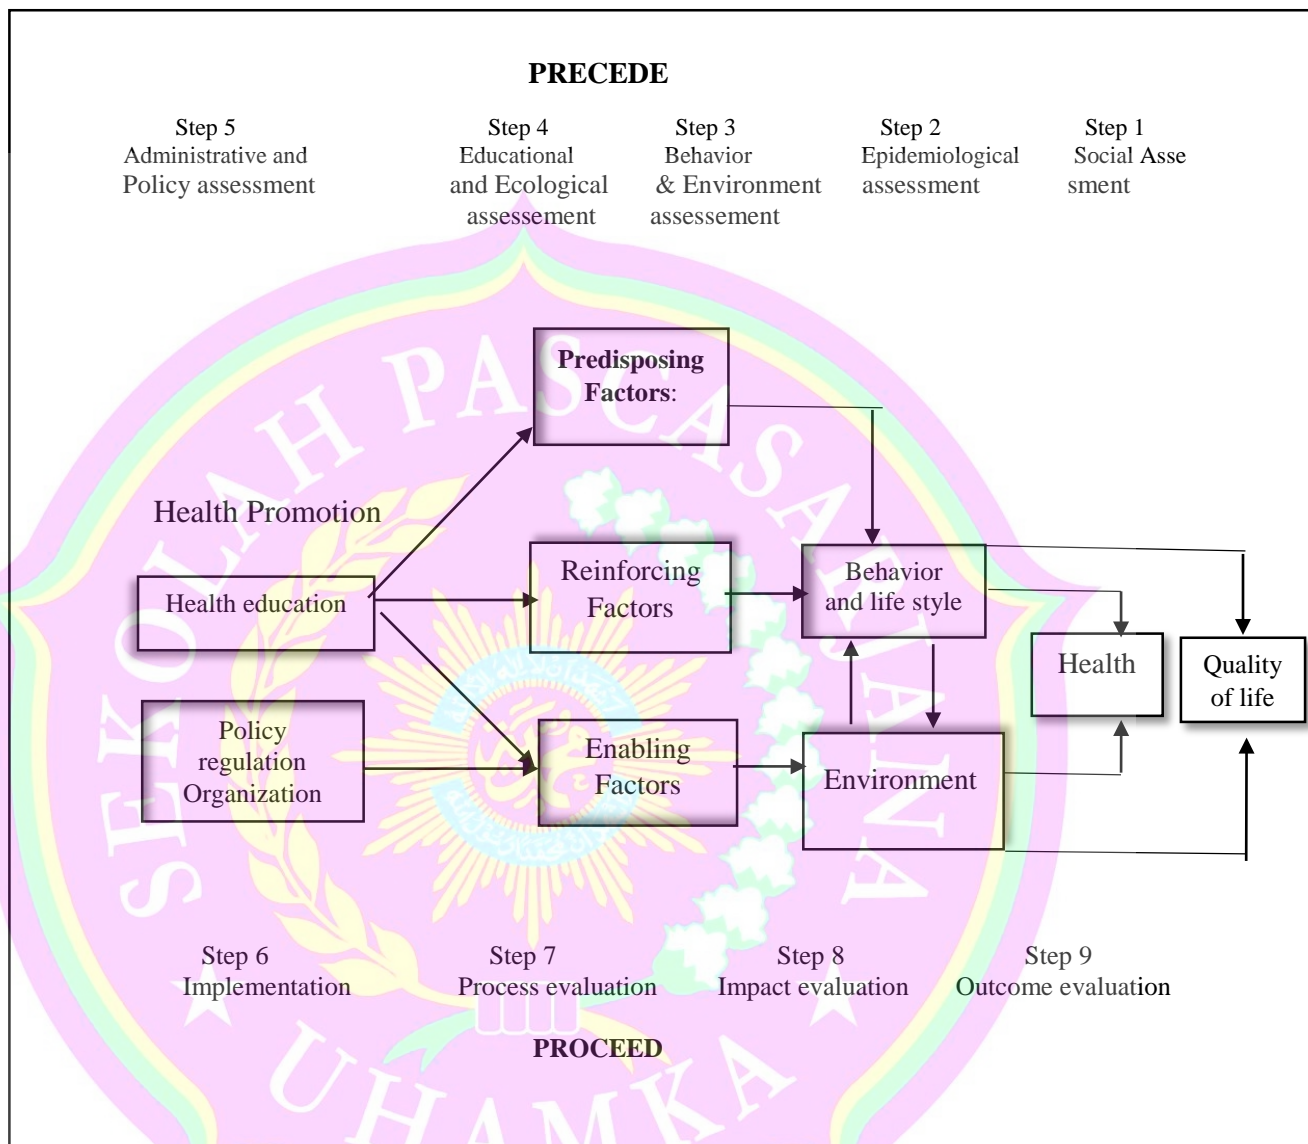 PRECEDE
Step 5
Administrative and
Policy assessment
Step 4
Educational
and Ecological
assessement
Step 3
Behavior
& Environment
assessement
Step 2
Epidemiological
assessment
Step 1
Social Asse
sment
Predisposing
Factors:
Health Promotion
Health education
Reinforcing
Factors
Behavior
and life style
Health
Quality
of life
Policy
regulation
Organization
Enabling
Factors
Environment
Step 6
Implementation
Step 7
Process evaluation
Step 8
Impact evaluation
Step 9
Outcome evaluation
PROCEED
SEKOLAH PASCASARJANA
UHAMKA